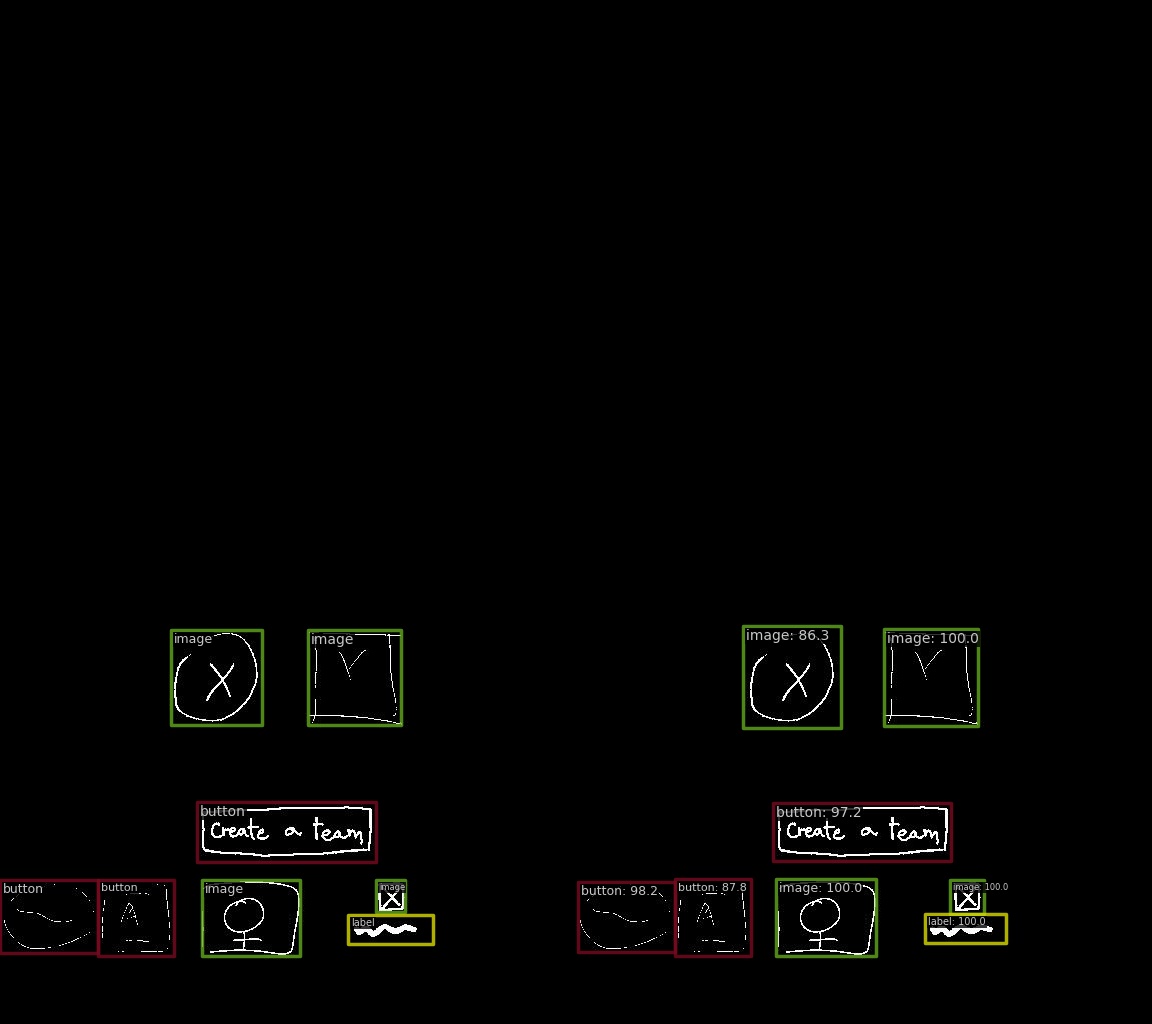 image image image: 86.3 image: 100.0
X Y X Y
button button: 97.2
Create a team Create a team
button button image image button: 98.2 button: 87.8 image: 100.0 image: 100.0
A X A X
label label: 100.0